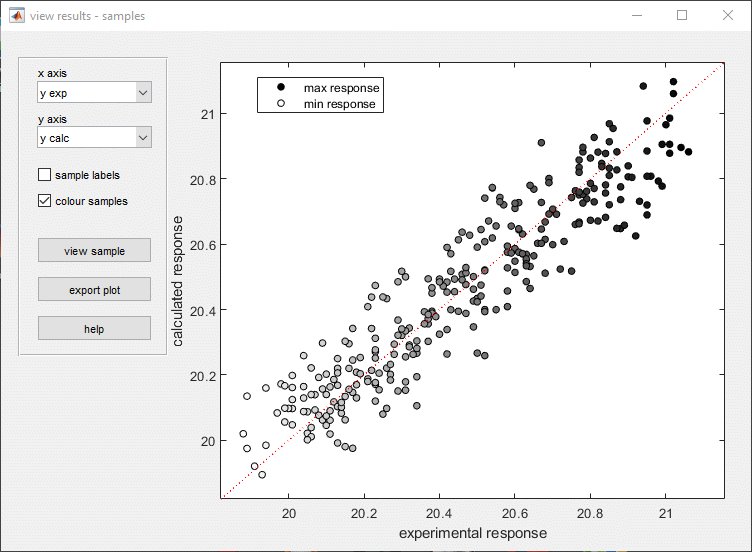 view results - samples
x axis
y exp
y axis
y calc
sample labels
colour samples
view sample
export plot
help
max response
min response
calculated response
21
20.8
20.6
20.4
20.2
20
20 20.2 20.4 20.6 20.8 21
experimental response